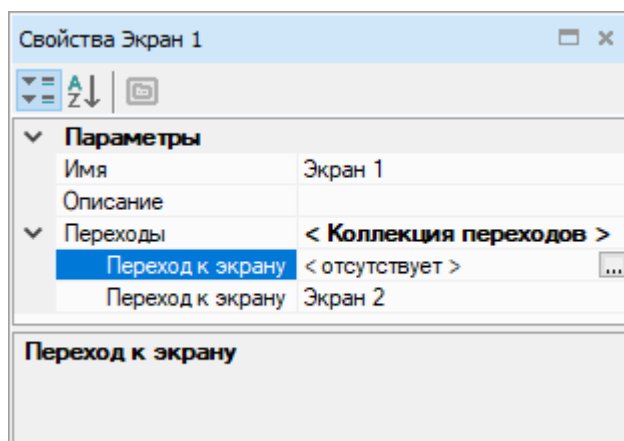 Свойства Экран 1
Параметры
Имя Экран 1
Описание
Переходы < Коллекция переходов >
Переход к экрану < отсутствует > ...
Переход к экрану Экран 2
Переход к экрану